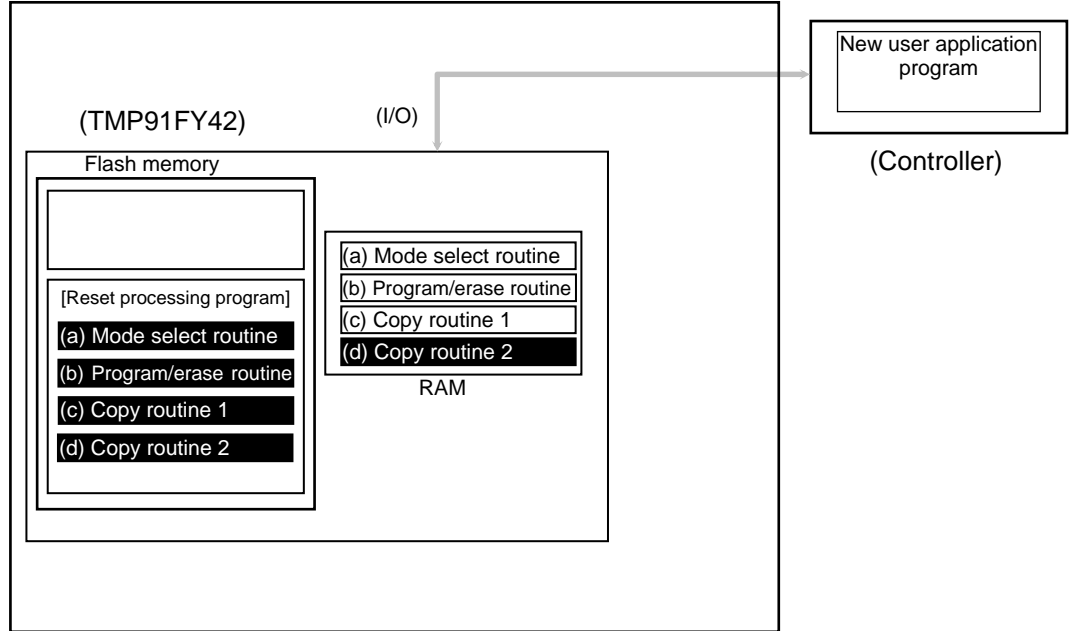 New user application
program
(Controller)
(I/O)
(TMP91FY42)
Flash memory
[Reset processing program]
(a) Mode select routine
(b) Program/erase routine
(c) Copy routine 1
(d) Copy routine 2
(a) Mode select routine
(b) Program/erase routine
(c) Copy routine 1
(d) Copy routine 2
RAM